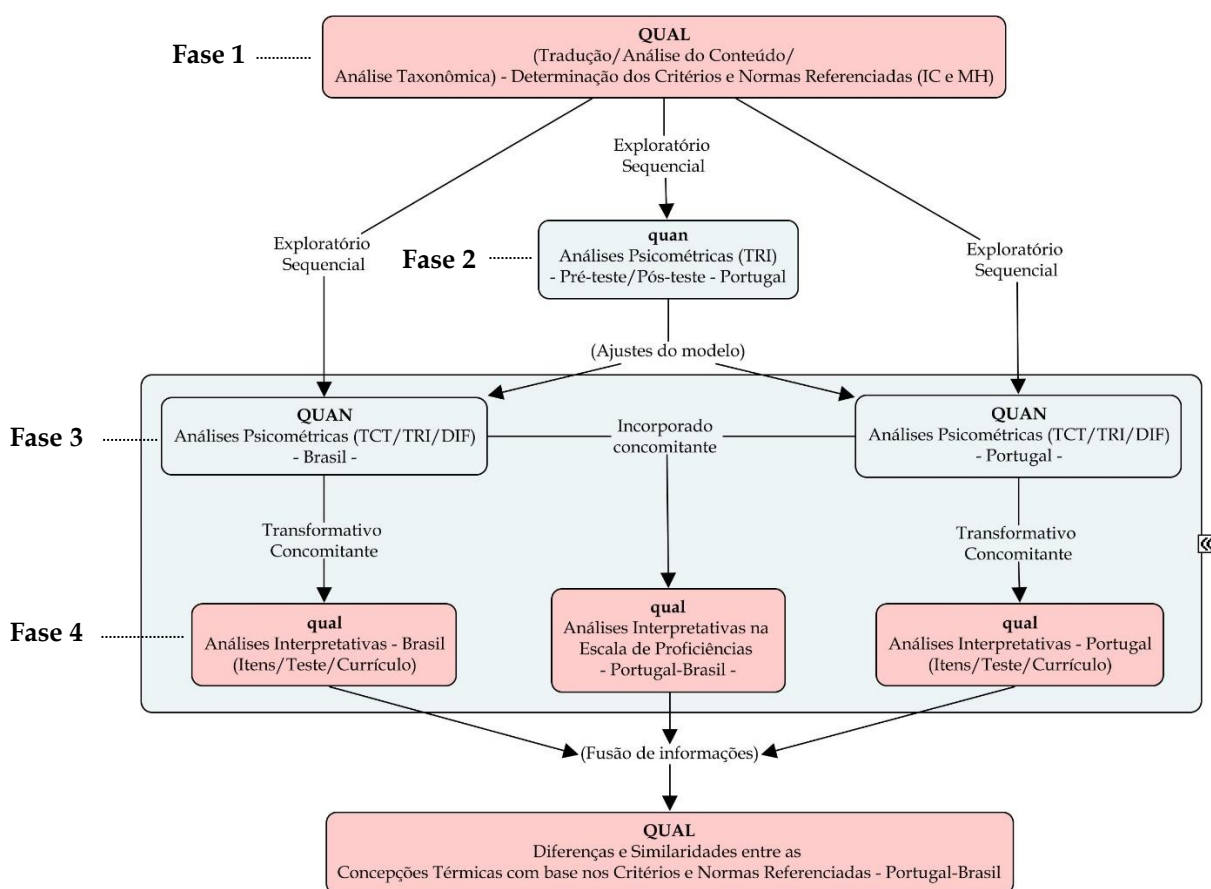 Fase 1
QUAL
(Tradução/Análise do Conteúdo/
Análise Taxonômica) - Determinação dos Critérios e Normas Referenciadas (IC e MH)
Exploratório
Sequencial
Exploratório
Sequencial
Exploratório
Sequencial
Fase 2
quan
Análises Psicométricas (TRI)
- Pré-teste/Pós-teste - Portugal
(Ajustes do modelo)
Fase 3
QUAN
Análises Psicométricas (TCT/TRI/DIF)
- Brasil -
Incorporado
concomitante
QUAN
Análises Psicométricas (TCT/TRI/DIF)
- Portugal -
Transformativo
Concomitante
Transformativo
Concomitante
Fase 4
qual
Análises Interpretativas - Brasil
(Itens/Teste/Currículo)
qual
Análises Interpretativas na
Escala de Proficiências
- Portugal-Brasil -
qual
Análises Interpretativas - Portugal
(Itens/Teste/Currículo)
(Fusão de informações)
QUAL
Diferenças e Similaridades entre as
Concepções Térmicas com base nos Critérios e Normas Referenciadas - Portugal-Brasil
«